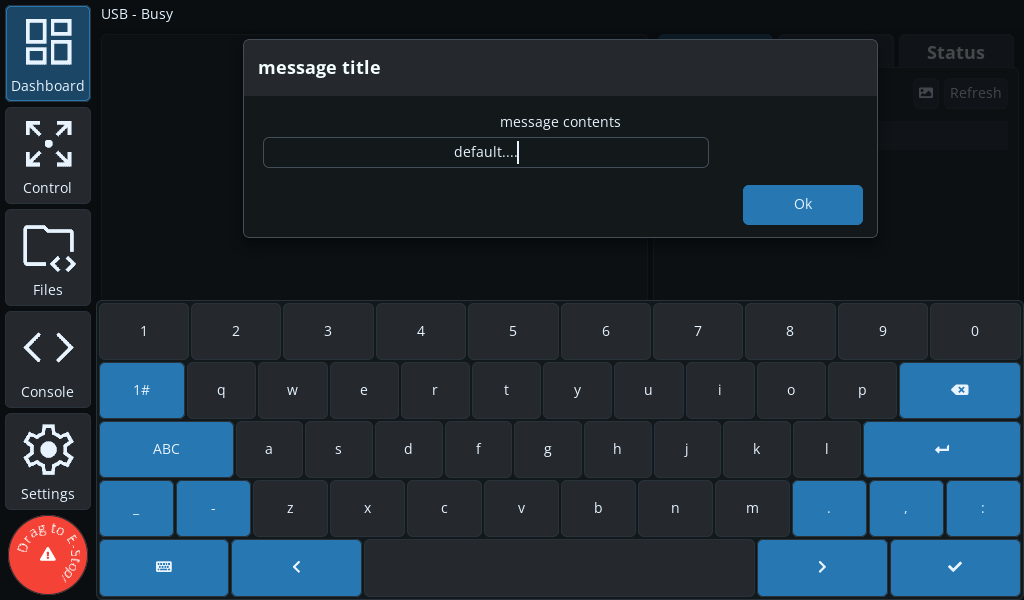 USB - Busy
Dashboard
Control
Files
Console
Settings
Drag to E-Stop!
message title
message contents
default....
Ok
Status
Refresh
1 2 3 4 5 6 7 8 9 0
1# q w e r t y u i o p
ABC a s d f g h j k l
_ - z x c v b n m . , :